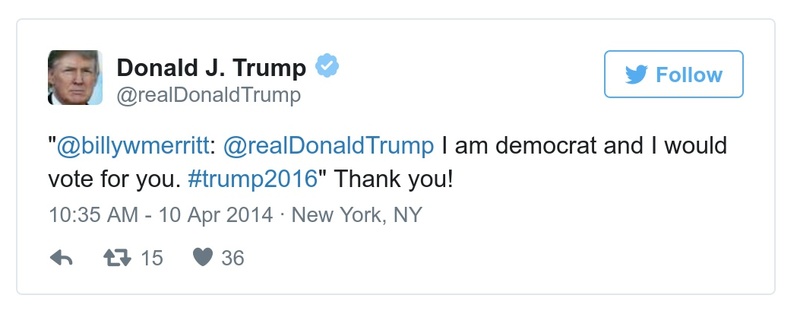 Donald J. Trump
@realDonaldTrump
Follow
"@billywmerritt: @realDonaldTrump I am democrat and I would
vote for you. #trump2016" Thank you!
10:35 AM - 10 Apr 2014 · New York, NY
15 36